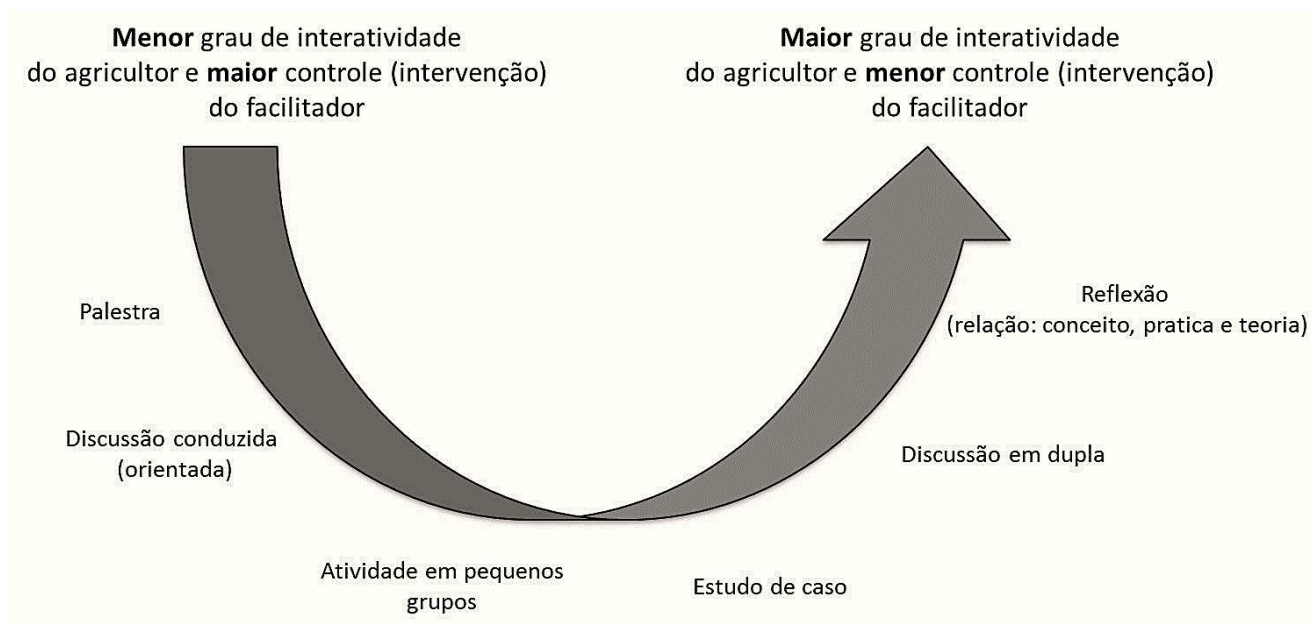 Menor grau de interatividade
do agricultor e maior controle (intervenção)
do facilitador
Maior grau de interatividade
do agricultor e menor controle (intervenção)
do facilitador
Palestra
Discussão conduzida
(orientada)
Atividade em pequenos
grupos
Estudo de caso
Discussão em dupla
Reflexão
(relação: conceito, pratica e teoria)